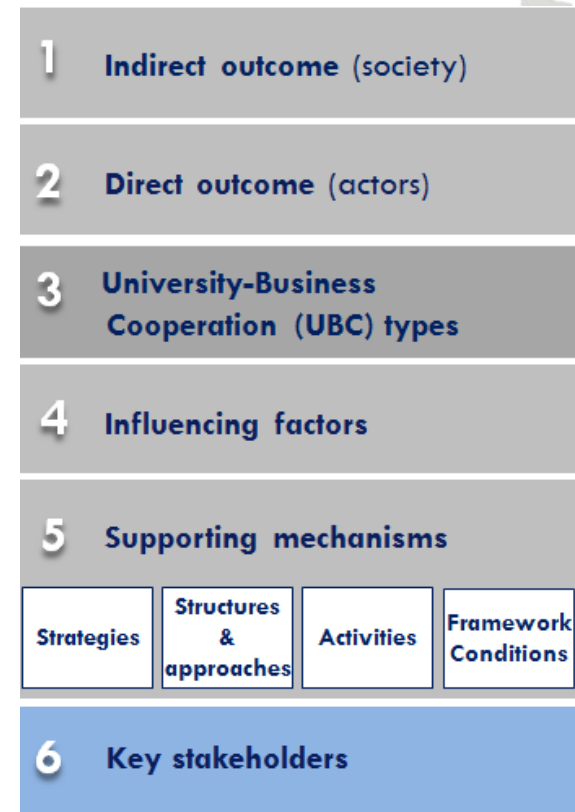 1
Indirect outcome (society)
2
Direct outcome (actors)
3
University-Business
Cooperation (UBC) types
4
Influencing factors
5
Supporting mechanisms
Strategies
Structures
&
approaches
Activities
Framework
Conditions
6
Key stakeholders